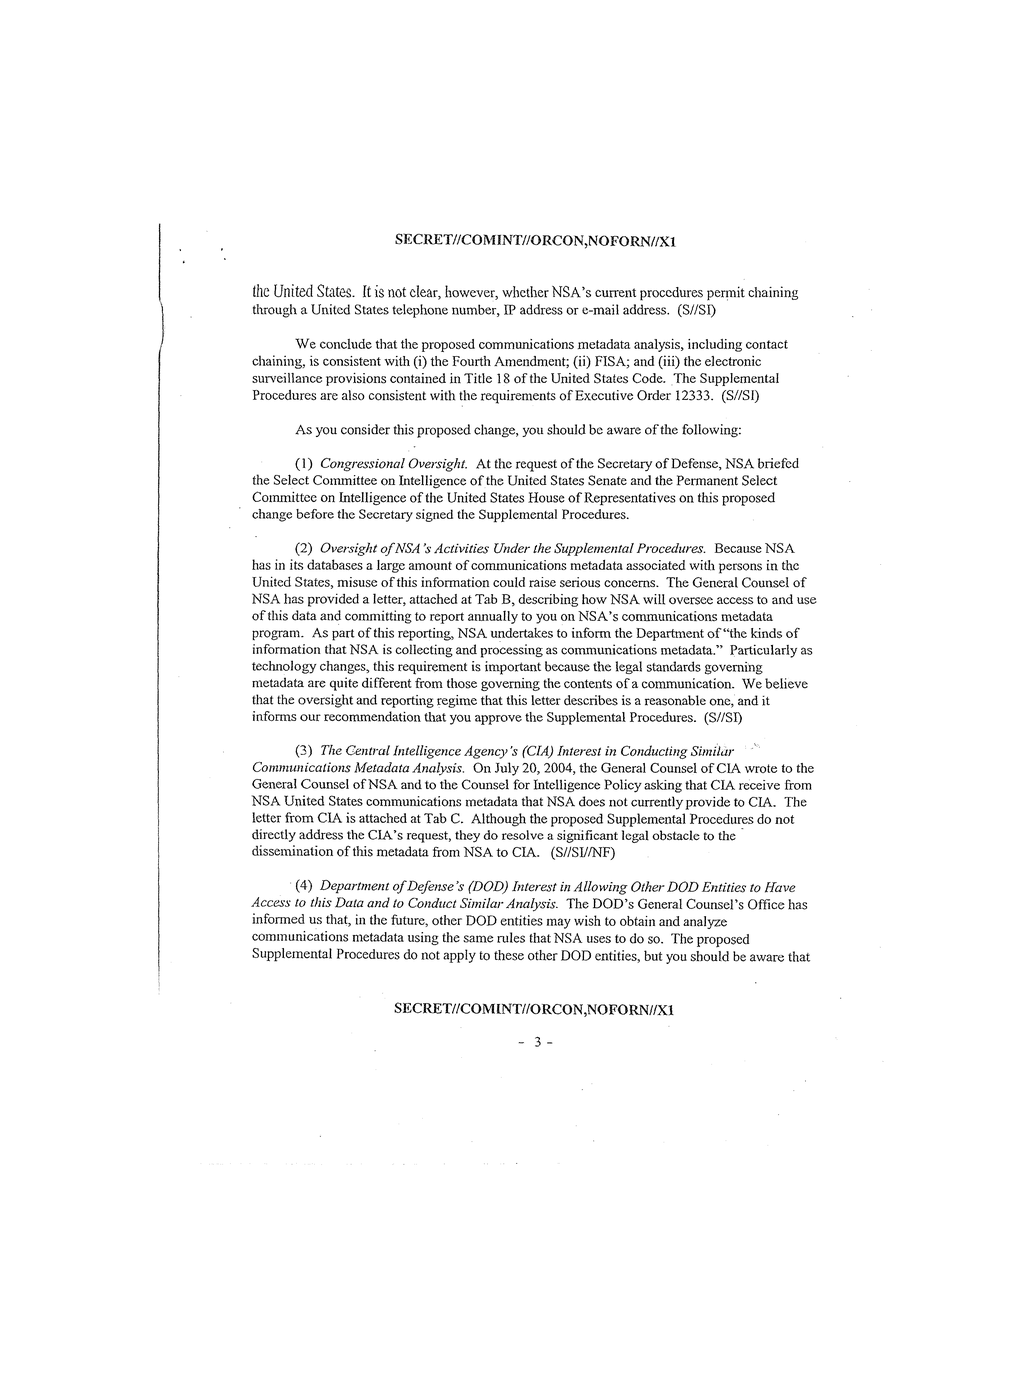 SECRET//COMINT//ORCON,NOFORN//X1
the United States. It is not clear, however, whether NSA's current procedures permit chaining
through a United States telephone number, IP address or e-mail address. (S//SI)
We conclude that the proposed communications metadata analysis, including contact
chaining, is consistent with (i) the Fourth Amendment; (ii) FISA; and (iii) the electronic
surveillance provisions contained in Title 18 of the United States Code. The Supplemental
Procedures are also consistent with the requirements of Executive Order 12333. (S//SI)
As you consider this proposed change, you should be aware of the following:
(1) Congressional Oversight. At the request of the Secretary of Defense, NSA briefed
the Select Committee on Intelligence of the United States Senate and the Permanent Select
Committee on Intelligence of the United States House of Representatives on this proposed
change before the Secretary signed the Supplemental Procedures.
(2) Oversight of NSA's Activities Under the Supplemental Procedures. Because NSA
has in its databases a large amount of communications metadata associated with persons in the
United States, misuse of this information could raise serious concerns. The General Counsel of
NSA has provided a letter, attached at Tab B, describing how NSA will oversee access to and use
of this data and committing to report annually to you on NSA's communications metadata
program. As part of this reporting, NSA undertakes to inform the Department of "the kinds of
information that NSA is collecting and processing as communications metadata." Particularly as
technology changes, this requirement is important because the legal standards governing
metadata are quite different from those governing the contents of a communication. We believe
that the oversight and reporting regime that this letter describes is a reasonable one, and it
informs our recommendation that you approve the Supplemental Procedures. (S//SI)
(3) The Central Intelligence Agency's (CIA) Interest in Conducting Similar
Communications Metadata Analysis. On July 20, 2004, the General Counsel of CIA wrote to the
General Counsel of NSA and to the Counsel for Intelligence Policy asking that CIA receive from
NSA United States communications metadata that NSA does not currently provide to CIA. The
letter from CIA is attached at Tab C. Although the proposed Supplemental Procedures do not
directly address the CIA's request, they do resolve a significant legal obstacle to the
dissemination of this metadata from NSA to CIA. (S//SI//NF)
(4) Department of Defense's (DOD) Interest in Allowing Other DOD Entities to Have
Access to this Data and to Conduct Similar Analysis. The DOD's General Counsel's Office has
informed us that, in the future, other DOD entities may wish to obtain and analyze
communications metadata using the same rules that NSA uses to do so. The proposed
Supplemental Procedures do not apply to these other DOD entities, but you should be aware that
SECRET//COMINT//ORCON,NOFORN//X1
- 3 -